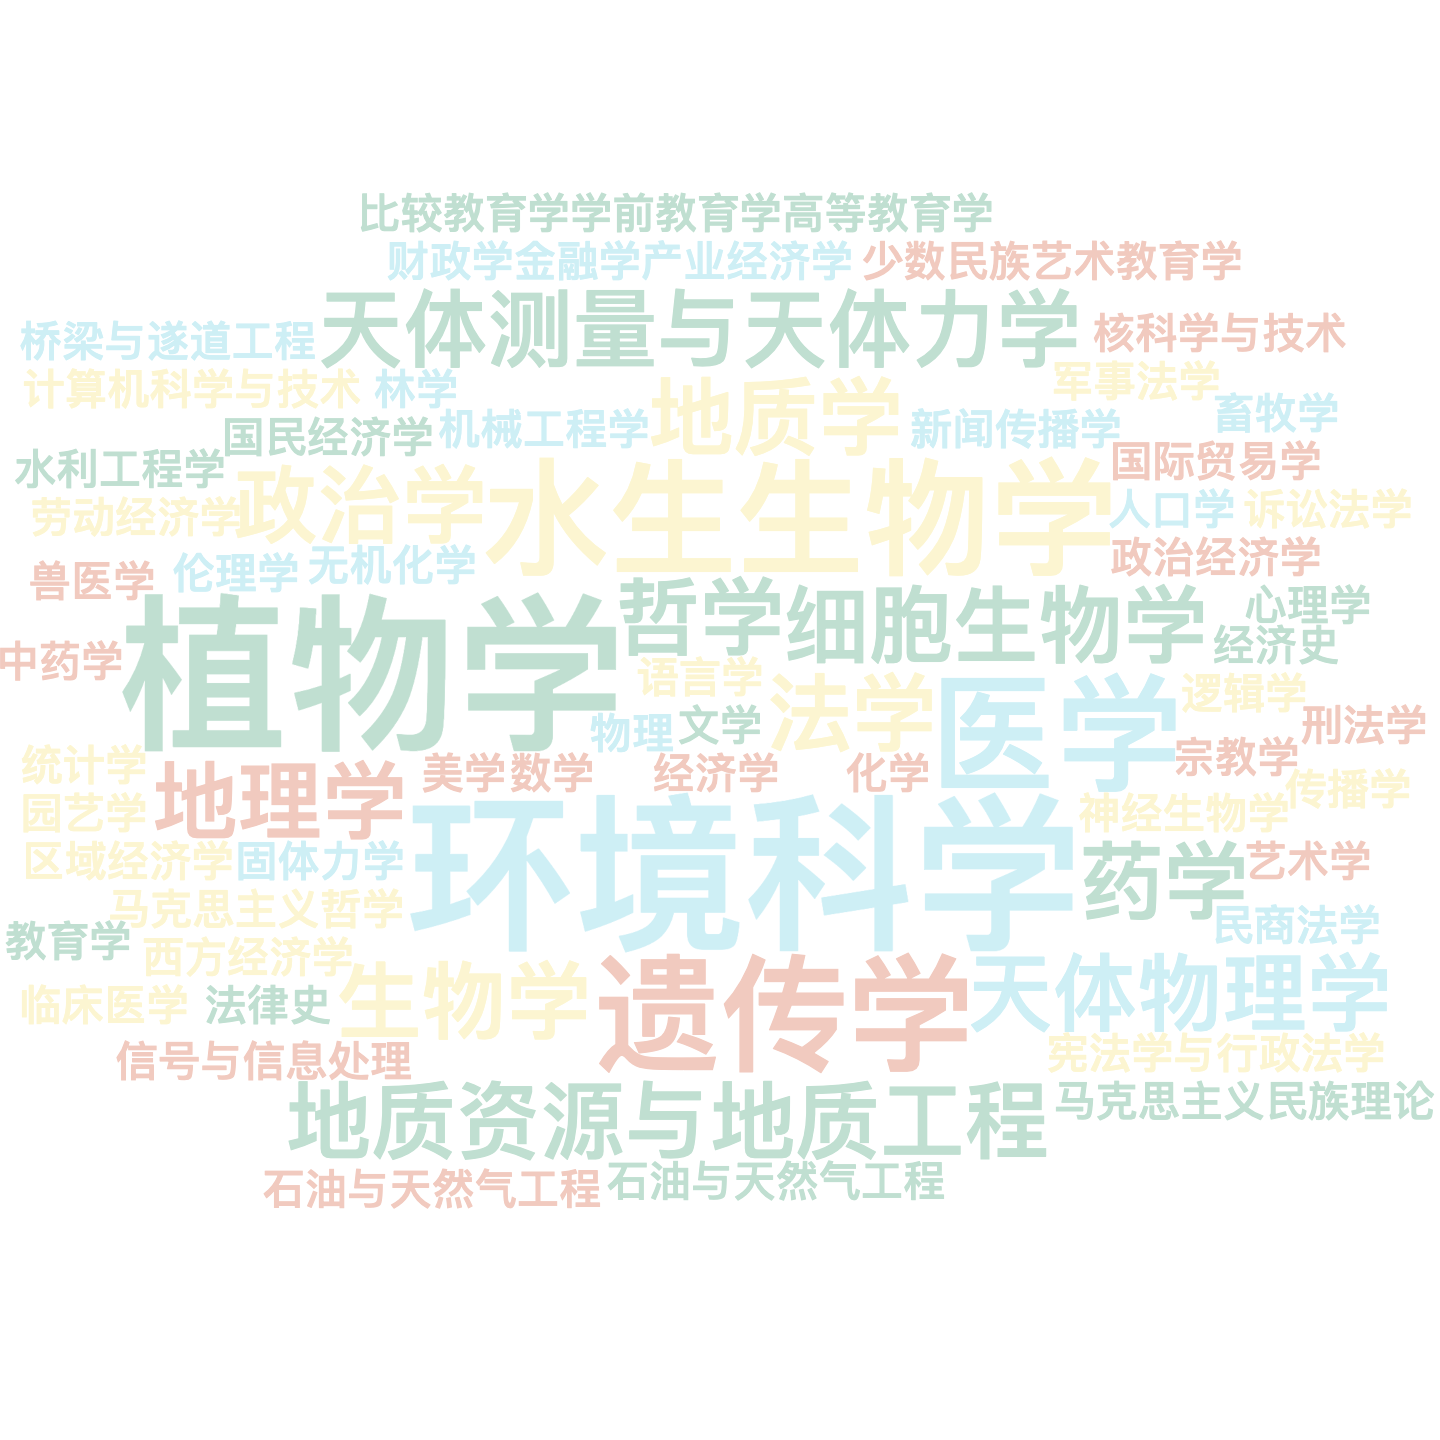 比较教育学学前教育学高等教育学
财政学金融学产业经济学
少数民族艺术教育学
天体测量与天体力学
桥梁与遂道工程
核科学与技术
计算机科学与技术
林学
地质学
军事法学
畜牧学
国民经济学
机械工程学
新闻传播学
水利工程学
国际贸易学
政治学
水生生物学
劳动经济学
人口学
诉讼法学
政治经济学
兽医学
伦理学
无机化学
植物学
哲学
细胞生物学
心理学
经济史
中药学
语言学
法学
医学
逻辑学
物理
文学
刑法学
宗教学
统计学
地理学
美学
数学
经济学
化学
传播学
园艺学
环境科学
神经生物学
区域经济学
固体力学
药学
艺术学
马克思主义哲学
民商法学
教育学
西方经济学
生物学
遗传学
天体物理学
临床医学
法律史
信号与信息处理
宪法学与行政法学
地质资源与地质工程
马克思主义民族理论
石油与天然气工程
石油与天然气工程